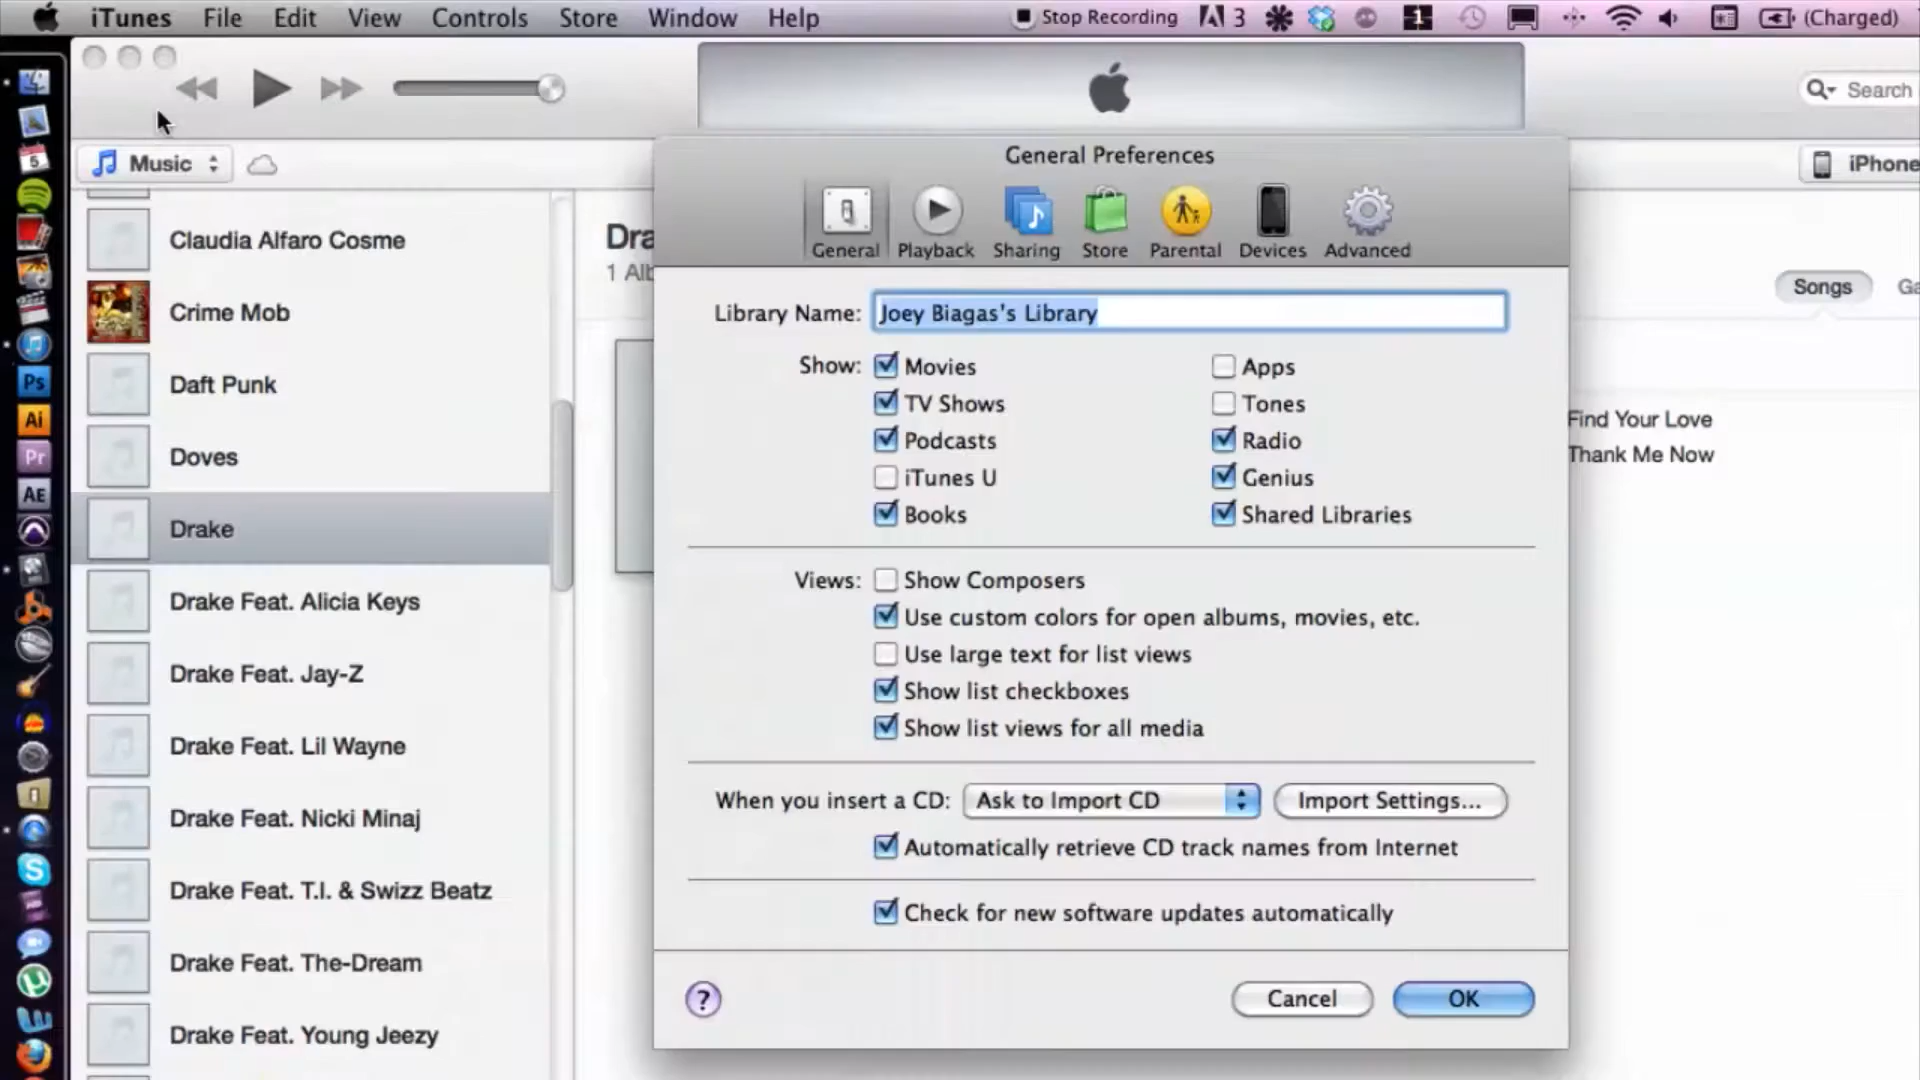 iTunes File Edit View Controls Store Window Help Stop Recording 3 1 (Charged)
Search
Music
iPhone
General Preferences
General Playback Sharing Store Parental Devices Advanced
Claudia Alfaro Cosme
Crime Mob
Daft Punk
Doves
Drake
Drake Feat. Alicia Keys
Drake Feat. Jay-Z
Drake Feat. Lil Wayne
Drake Feat. Nicki Minaj
Drake Feat. T.I. & Swizz Beatz
Drake Feat. The-Dream
Drake Feat. Young Jeezy
Dra
1 Alb
Library Name: Joey Biagas's Library
Show: Movies Apps
TV Shows Tones
Podcasts Radio
iTunes U Genius
Books Shared Libraries
Views: Show Composers
Use custom colors for open albums, movies, etc.
Use large text for list views
Show list checkboxes
Show list views for all media
When you insert a CD: Ask to Import CD Import Settings...
Automatically retrieve CD track names from Internet
Check for new software updates automatically
? Cancel OK
Songs Ga
Find Your Love
Thank Me Now
5
Ps
Ai
Pr
AE